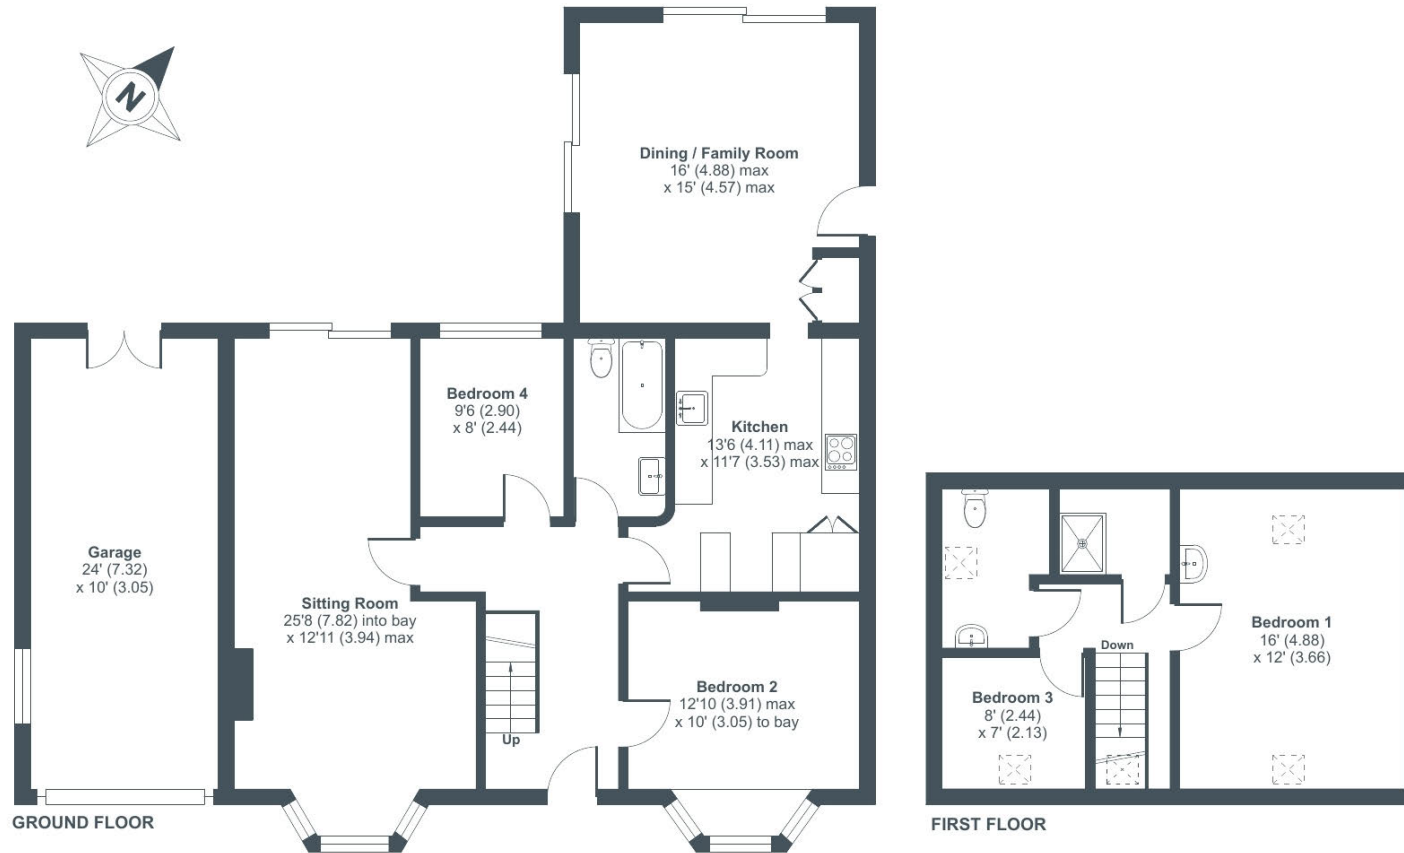 N
Dining / Family Room
16' (4.88) max
x 15' (4.57) max
Bedroom 4
9'6 (2.90)
x 8' (2.44)
Kitchen
13'6 (4.11) max
x 11'7 (3.53) max
Garage
24' (7.32)
x 10' (3.05)
Sitting Room
25'8 (7.82) into bay
x 12'11 (3.94) max
Up
Bedroom 2
12'10 (3.91) max
x 10' (3.05) to bay
GROUND FLOOR
Bedroom 1
16' (4.88)
x 12' (3.66)
Down
Bedroom 3
8' (2.44)
x 7' (2.13)
FIRST FLOOR